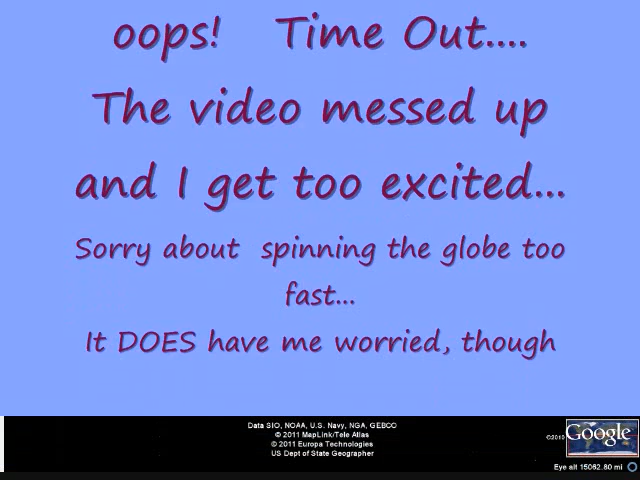 oops! Time Out....
The video messed up
and I get too excited...
Sorry about spinning the globe too
fast...
It DOES have me worried, though
Data SIO, NOAA, U.S. Navy, NGA, GEBCO
© 2011 MapLink/Tele Atlas
© 2011 Europa Technologies
US Dept of State Geographer
©2010 Google
Eye alt 15062.80 mi